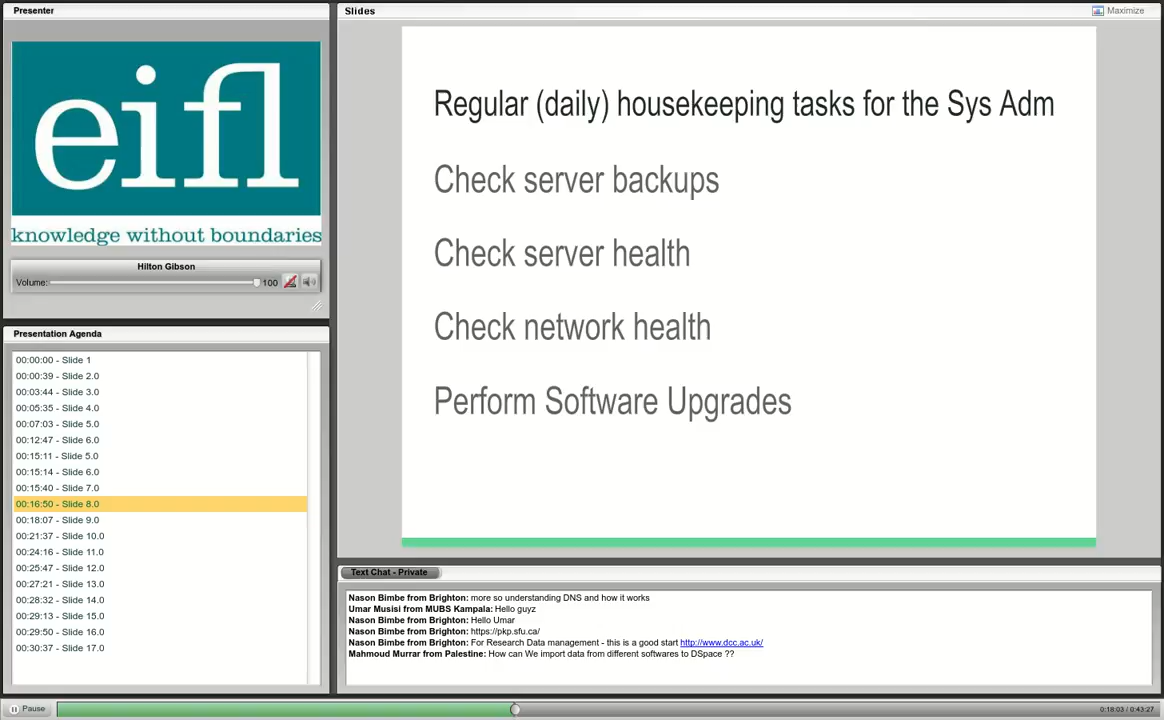 Presenter
eifl
knowledge without boundaries
Hilton Gibson
Volume: 100
Presentation Agenda
00:00:00 - Slide 1
00:00:39 - Slide 2.0
00:03:44 - Slide 3.0
00:05:35 - Slide 4.0
00:07:03 - Slide 5.0
00:12:47 - Slide 6.0
00:15:11 - Slide 5.0
00:15:14 - Slide 6.0
00:15:40 - Slide 7.0
00:16:50 - Slide 8.0
00:18:07 - Slide 9.0
00:21:37 - Slide 10.0
00:24:16 - Slide 11.0
00:25:47 - Slide 12.0
00:27:21 - Slide 13.0
00:28:32 - Slide 14.0
00:29:13 - Slide 15.0
00:29:50 - Slide 16.0
00:30:37 - Slide 17.0
Slides
Maximize
Regular (daily) housekeeping tasks for the Sys Adm
Check server backups
Check server health
Check network health
Perform Software Upgrades
Text Chat - Private
Nason Bimbe from Brighton: more so understanding DNS and how it works
Umar Musisi from MUBS Kampala: Hello guyz
Nason Bimbe from Brighton: Hello Umar
Nason Bimbe from Brighton: https://pkp.sfu.ca/
Nason Bimbe from Brighton: For Research Data management - this is a good start http://www.dcc.ac.uk/
Mahmoud Murrar from Palestine: How can We import data from different softwares to DSpace ??
Pause
0:18:03 / 0:43:27